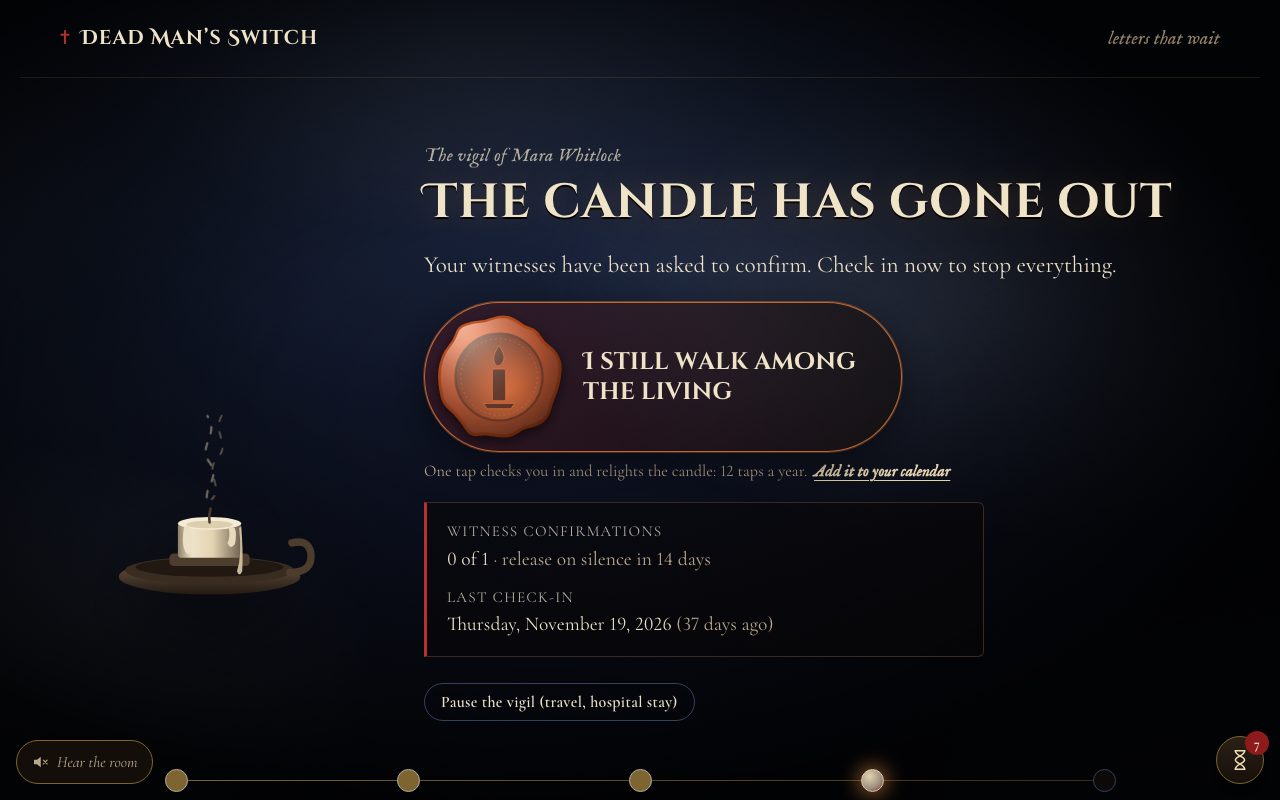 † Dead Man's Switch
letters that wait
The vigil of Mara Whitlock
The candle has gone out
Your witnesses have been asked to confirm. Check in now to stop everything.
I still walk among
the living
One tap checks you in and relights the candle: 12 taps a year. Add it to your calendar
WITNESS CONFIRMATIONS
0 of 1 · release on silence in 14 days
LAST CHECK-IN
Thursday, November 19, 2026 (37 days ago)
Pause the vigil (travel, hospital stay)
Hear the room
7